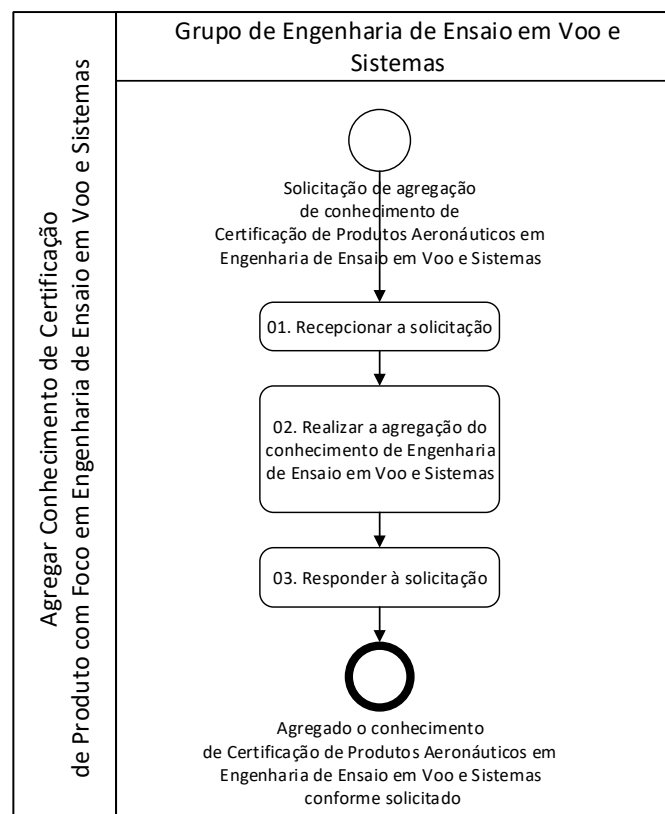 Agregar Conhecimento de Certificação
de Produto com Foco em Engenharia de Ensaio em Voo e Sistemas
Grupo de Engenharia de Ensaio em Voo e
Sistemas
Solicitação de agregação
de conhecimento de
Certificação de Produtos Aeronáuticos em
Engenharia de Ensaio em Voo e Sistemas
01. Recepcionar a solicitação
02. Realizar a agregação do
conhecimento de Engenharia
de Ensaio em Voo e Sistemas
03. Responder à solicitação
Agregado o conhecimento
de Certificação de Produtos Aeronáuticos em
Engenharia de Ensaio em Voo e Sistemas
conforme solicitado